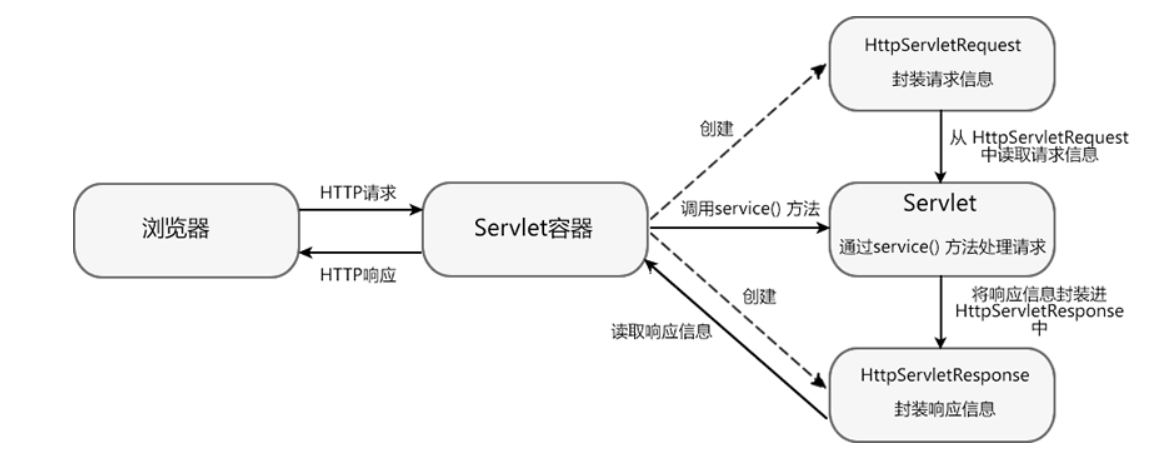 HttpServletRequest
封装请求信息
创建
从 HttpServletRequest
中读取请求信息
HTTP请求
浏览器
Servlet容器
HTTP响应
调用service() 方法
Servlet
通过service() 方法处理请求
创建
将响应信息封装进
HttpServletResponse
中
读取响应信息
HttpServletResponse
封装响应信息